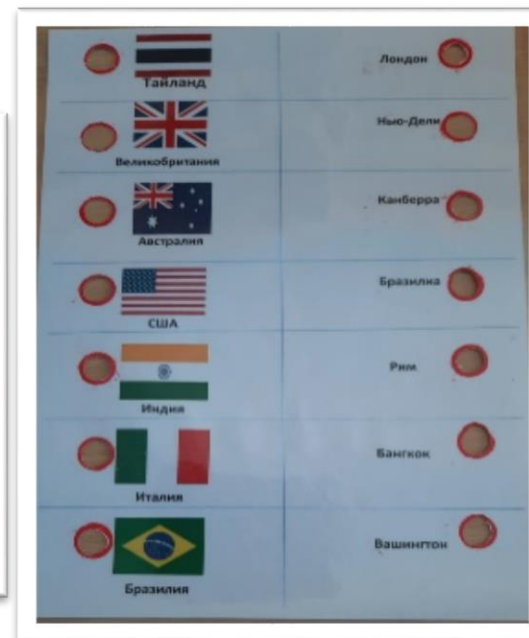 Тайланд
Лондон
Великобритания
Нью-Дели
Австралия
Канберра
США
Бразилиа
Индия
Рим
Италия
Бангкок
Бразилия
Вашингтон